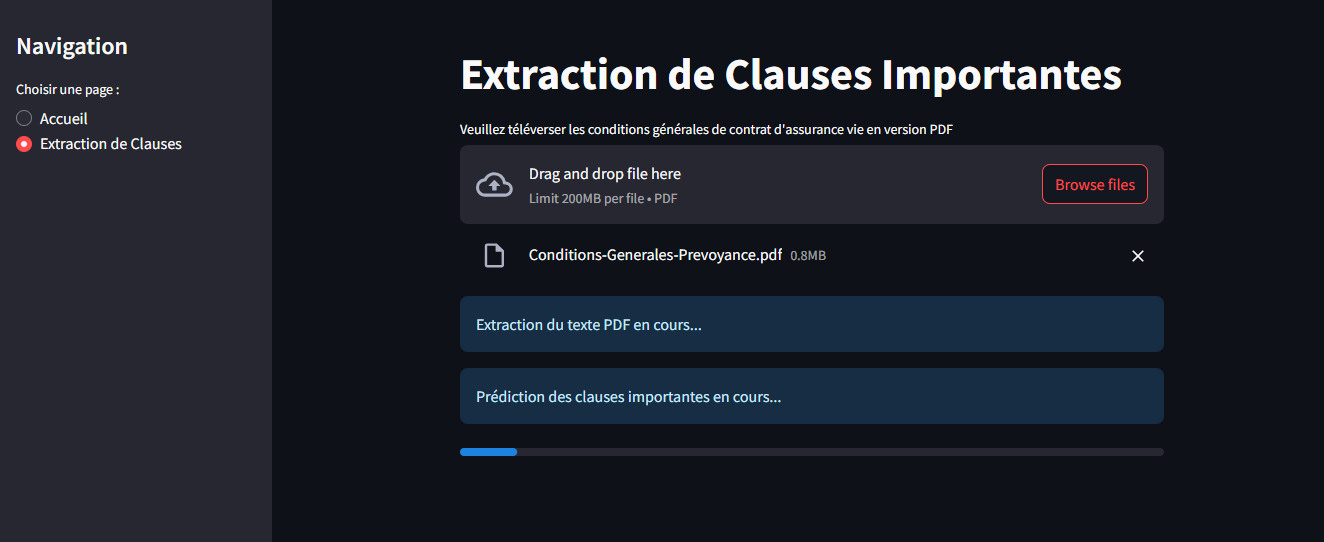 Navigation
Choisir une page :
Accueil
Extraction de Clauses
Extraction de Clauses Importantes
Veuillez téléverser les conditions générales de contrat d'assurance vie en version PDF
Drag and drop file here
Limit 200MB per file • PDF
Browse files
Conditions-Generales-Prevoyance.pdf 0.8MB
Extraction du texte PDF en cours...
Prédiction des clauses importantes en cours...